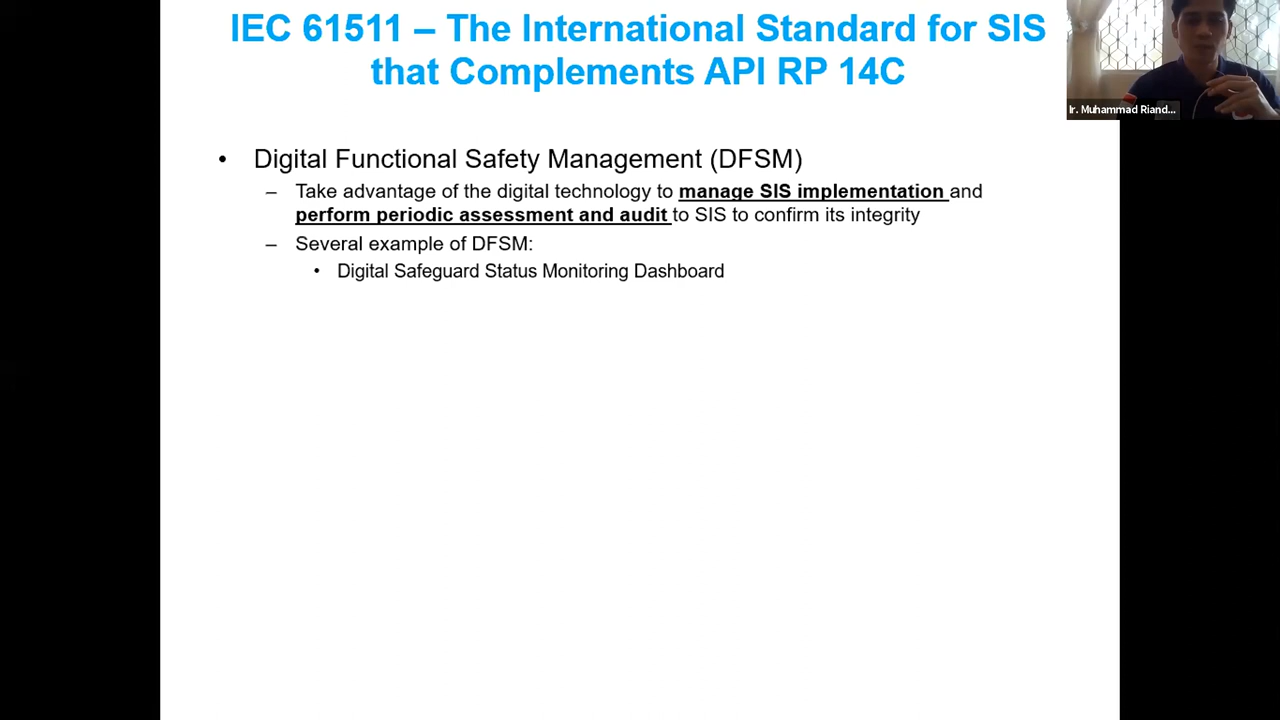 IEC 61511 – The International Standard for SIS
that Complements API RP 14C
• Digital Functional Safety Management (DFSM)
– Take advantage of the digital technology to manage SIS implementation and
perform periodic assessment and audit to SIS to confirm its integrity
– Several example of DFSM:
• Digital Safeguard Status Monitoring Dashboard
Ir. Muhammad Riand...